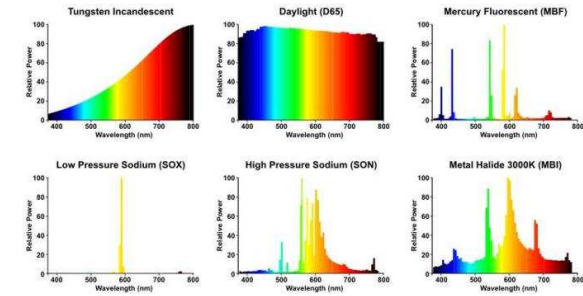 Tungsten Incandescent
Relative Power
100
80
60
40
20
0
400 500 600 700 800
Wavelength (nm)
Daylight (D65)
Relative Power
100
80
60
40
20
0
400 500 600 700 800
Wavelength (nm)
Mercury Fluorescent (MBF)
Relative Power
100
80
60
40
20
0
400 500 600 700 800
Wavelength (nm)
Low Pressure Sodium (SOX)
Relative Power
100
80
60
40
20
0
400 500 600 700 800
Wavelength (nm)
High Pressure Sodium (SON)
Relative Power
100
80
60
40
20
0
400 500 600 700 800
Wavelength (nm)
Metal Halide 3000K (MBI)
Relative Power
100
80
60
40
20
0
400 500 600 700 800
Wavelength (nm)